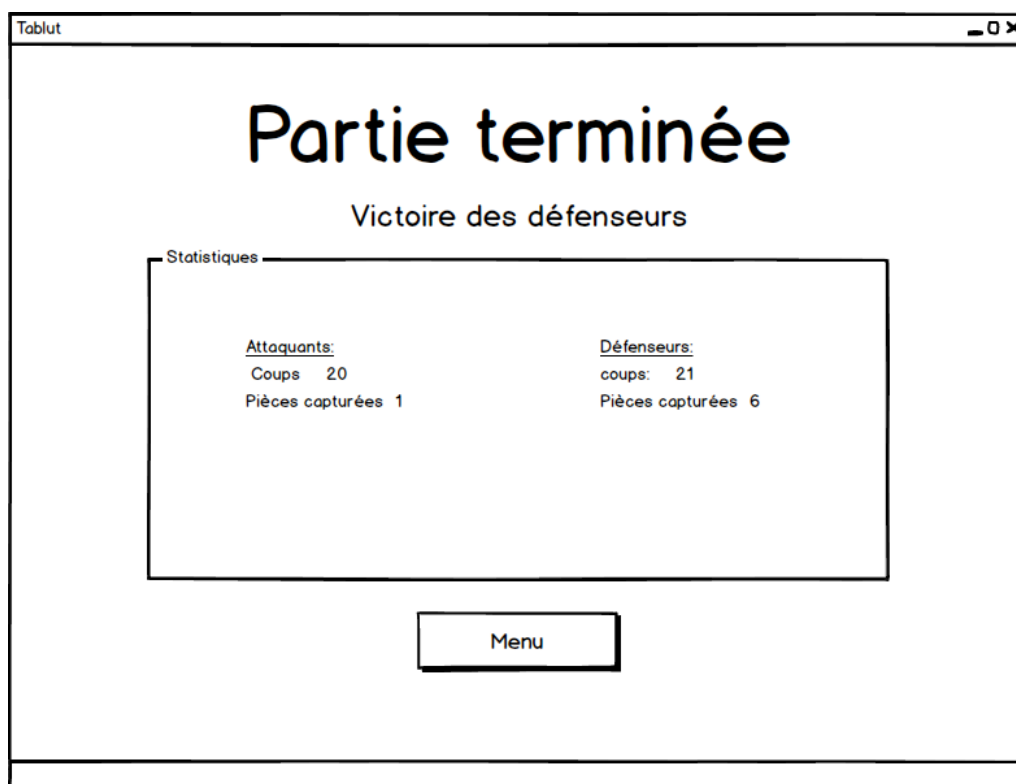 Tablut
Partie terminée
Victoire des défenseurs
Statistiques
Attaquants:
Coups 20
Pièces capturées 1
Défenseurs:
coups: 21
Pièces capturées 6
Menu